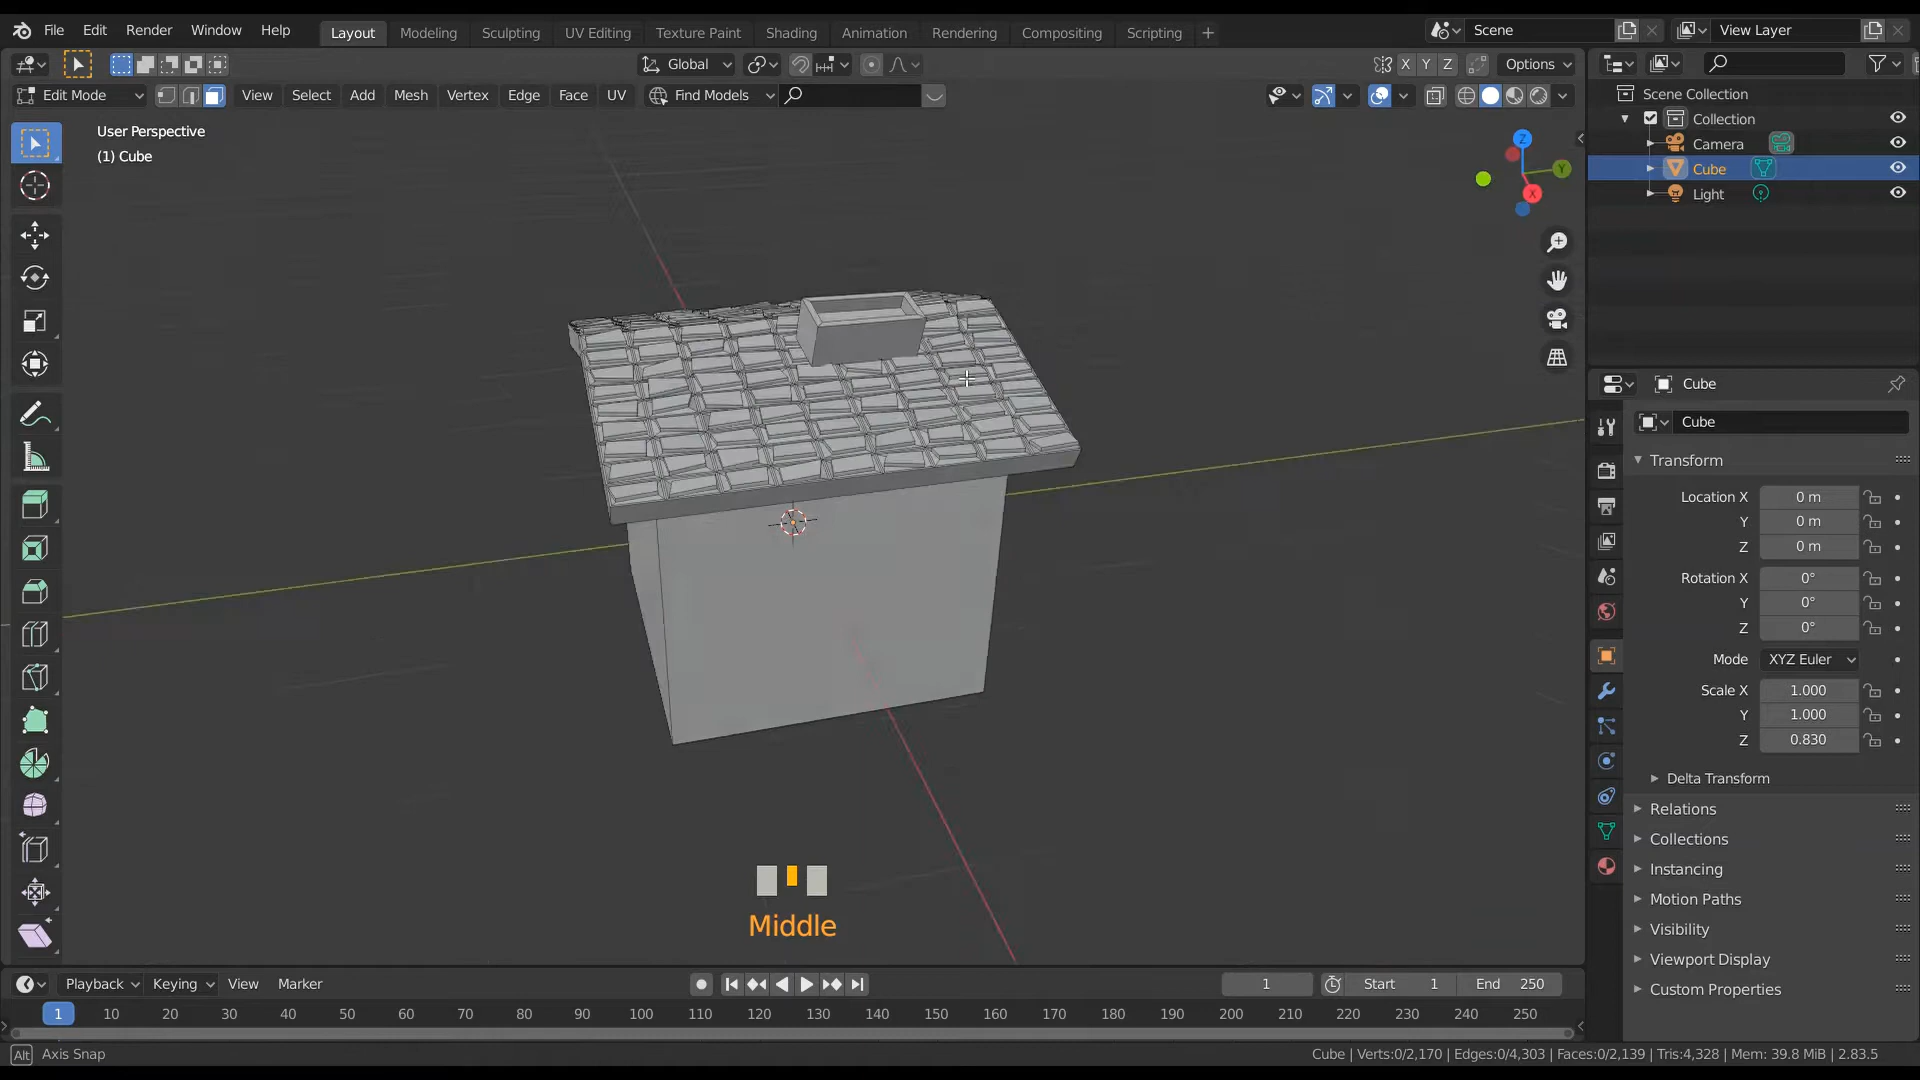 File Edit Render Window Help Layout Modeling Sculpting UV Editing Texture Paint Shading Animation Rendering Compositing Scripting + Scene View Layer
Global X Y Z Options
Edit Mode View Select Add Mesh Vertex Edge Face UV Find Models
User Perspective
(1) Cube
Z
Y
X
Scene Collection
Collection
Camera
Cube
Light
Cube
Cube
Transform
Location X 0 m
Y 0 m
Z 0 m
Rotation X 0°
Y 0°
Z 0°
Mode XYZ Euler
Scale X 1.000
Y 1.000
Z 0.830
Delta Transform
Relations
Collections
Instancing
Motion Paths
Visibility
Viewport Display
Custom Properties
Middle
Playback Keying View Marker 1 Start 1 End 250
1 10 20 30 40 50 60 70 80 90 100 110 120 130 140 150 160 170 180 190 200 210 220 230 240 250
Alt Axis Snap Cube | Verts:0/2,170 | Edges:0/4,303 | Faces:0/2,139 | Tris:4,328 | Mem: 39.8 MiB | 2.83.5